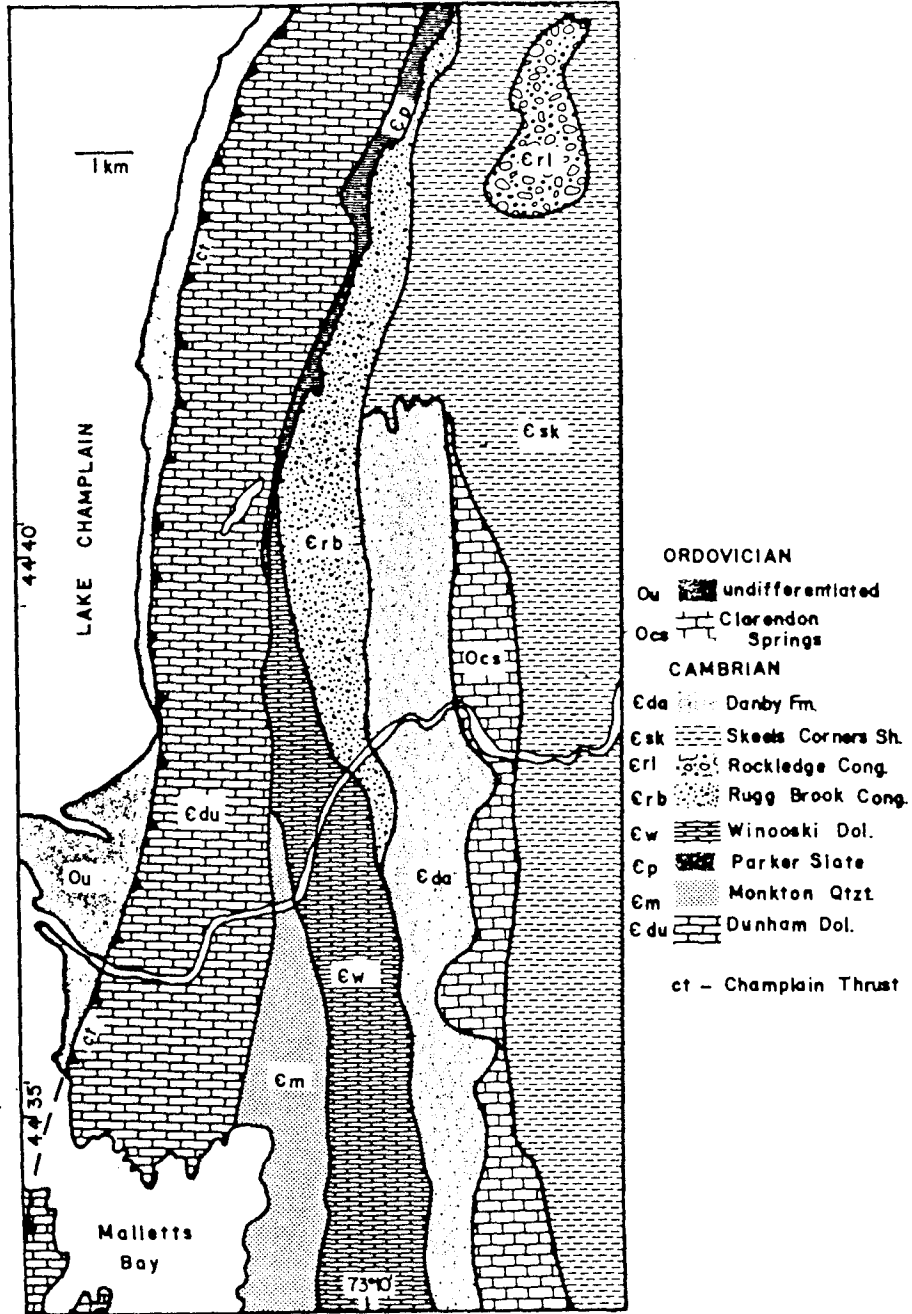 Єp
1 km
Єrl
ct
Єsk
LAKE CHAMPLAIN
44°40'
Єrb
Ocs
Єdu
Ou
Єda
Єw
ct
Єm
44°35'
Malletts
Bay
73°10'
ORDOVICIAN
Ou undifferentiated
Ocs Clarendon
Springs
CAMBRIAN
Єda Danby Fm.
Єsk Skeels Corners Sh.
Єrl Rockledge Cong.
Єrb Rugg Brook Cong.
Єw Winooski Dol.
Єp Parker Slate
Єm Monkton Qtzt.
Єdu Dunham Dol.
ct - Champlain Thrust